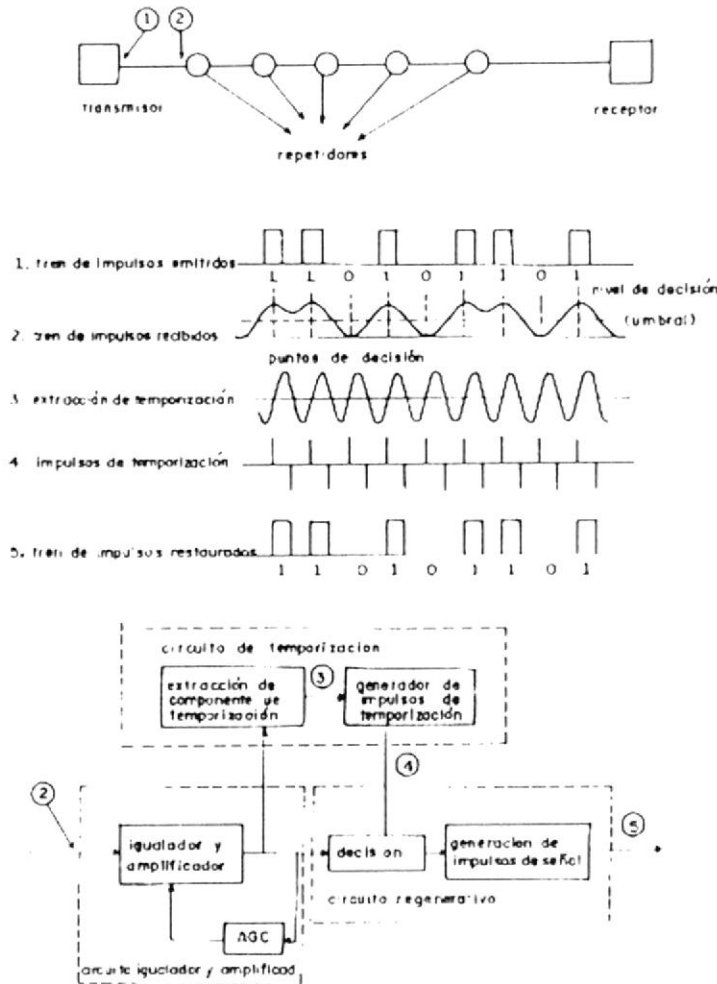 1 2
transmisor
receptor
repetidores
1. tren de impulsos emitidos
1 1 0 1 0 1 1 0 1
nivel de decisión
(umbral)
2. tren de impulsos recibidos
puntos de decisión
3 extracción de temporización
4 impulsos de temporización
5. tren de impulsos restaurados
1 1 0 1 0 1 1 0 1
circuito de temporizacion
extracción de
componente de
temporización
3
generador de
impulsos de
temporización
4
2
igualador y
amplificador
decision
generacion de
impulsos de señal
5
circuito regenerativo
AGC
circuito igualador y amplificad